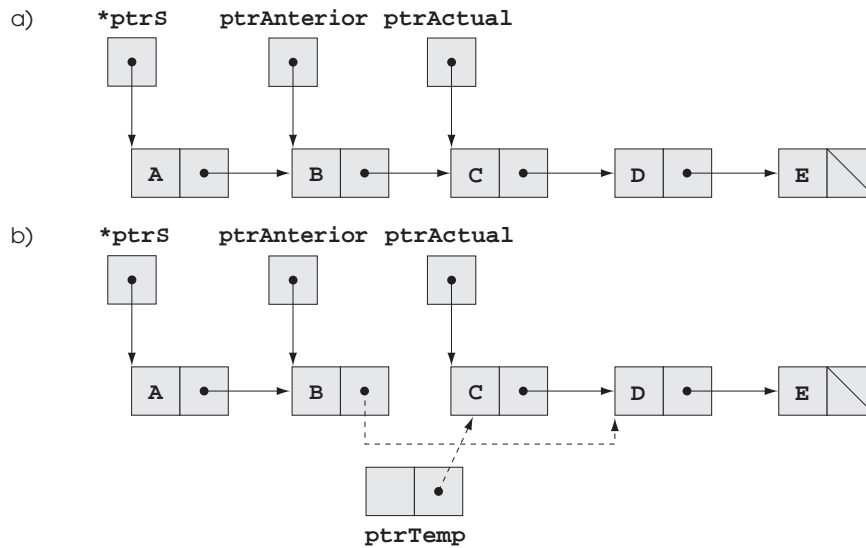 a) *ptrS ptrAnterior ptrActual
A B C D E
b) *ptrS ptrAnterior ptrActual
A B C D E
ptrTemp